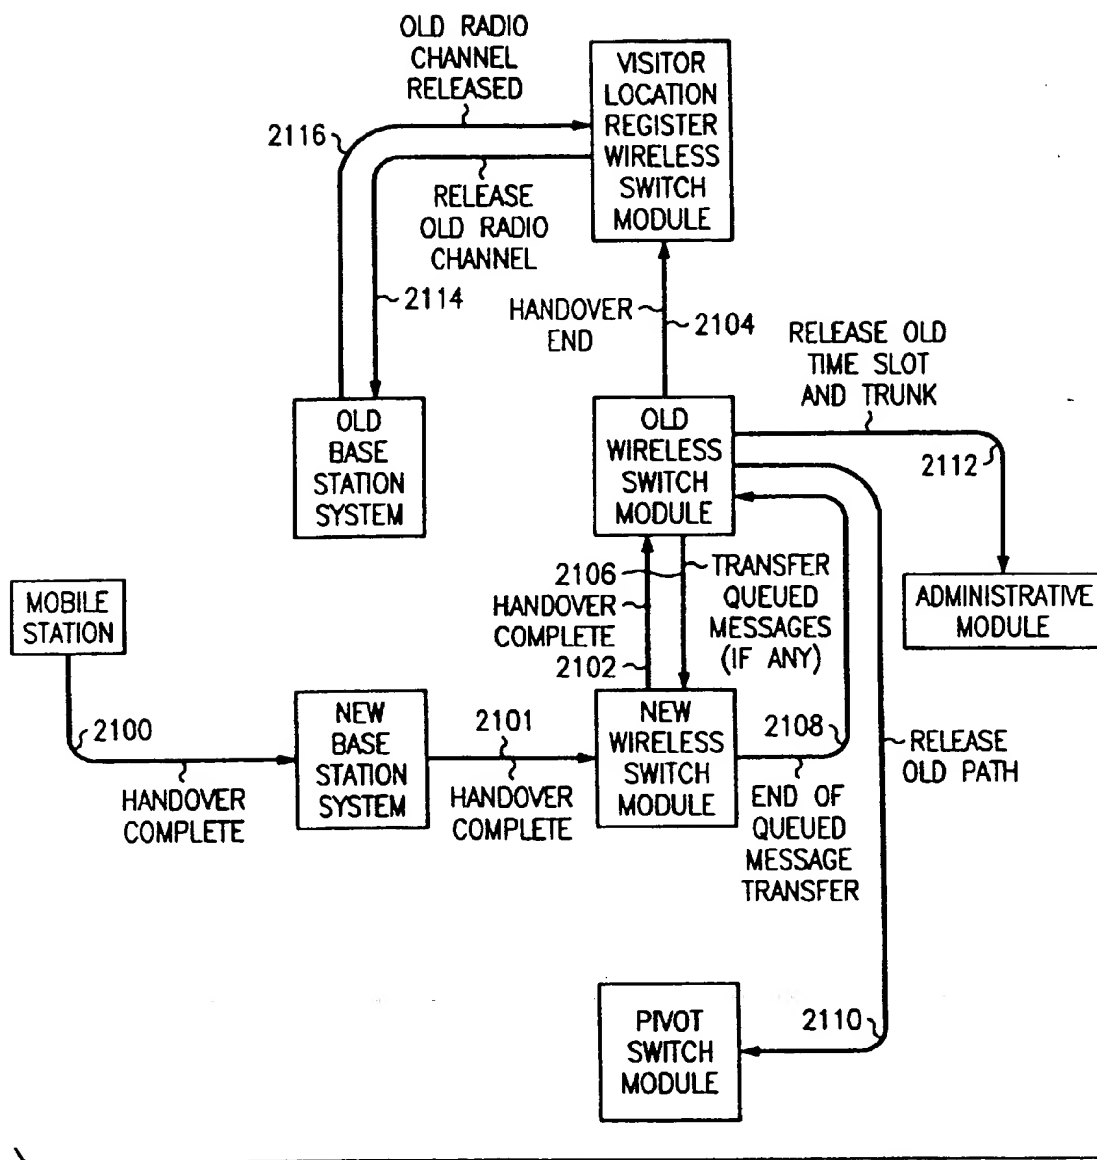 OLD RADIO
CHANNEL
RELEASED
2116
VISITOR
LOCATION
REGISTER
WIRELESS
SWITCH
MODULE
RELEASE
OLD RADIO
CHANNEL
2114
HANDOVER
END
2104
RELEASE OLD
TIME SLOT
AND TRUNK
2112
OLD
BASE
STATION
SYSTEM
OLD
WIRELESS
SWITCH
MODULE
ADMINISTRATIVE
MODULE
MOBILE
STATION
2106
TRANSFER
QUEUED
MESSAGES
(IF ANY)
HANDOVER
COMPLETE
2102
2100
HANDOVER
COMPLETE
NEW
BASE
STATION
SYSTEM
2101
HANDOVER
COMPLETE
NEW
WIRELESS
SWITCH
MODULE
2108
END OF
QUEUED
MESSAGE
TRANSFER
RELEASE
OLD PATH
2110
PIVOT
SWITCH
MODULE